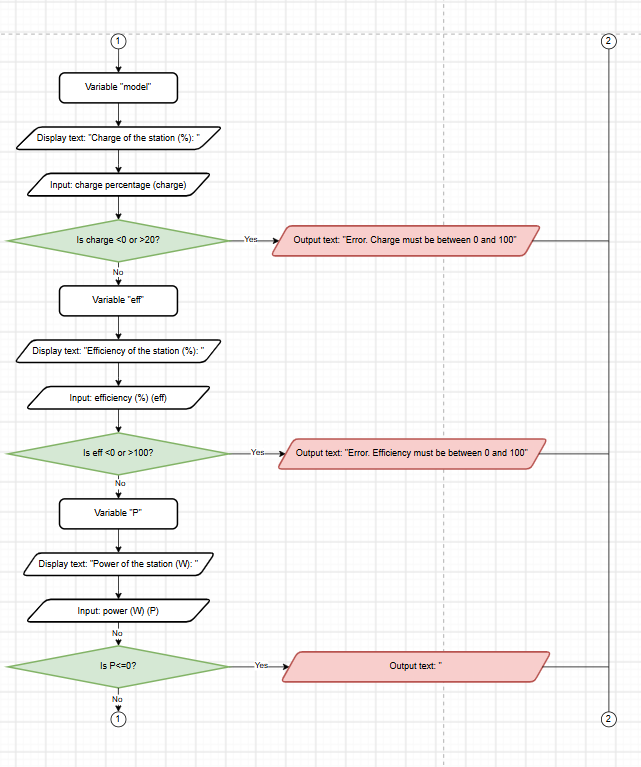 1
2
Variable "model"
Display text: "Charge of the station (%): "
Input: charge percentage (charge)
Is charge <0 or >20?
Yes
Output text: "Error. Charge must be between 0 and 100"
No
Variable "eff"
Display text: "Efficiency of the station (%): "
Input: efficiency (%) (eff)
Is eff <0 or >100?
Yes
Output text: "Error. Efficiency must be between 0 and 100"
No
Variable "P"
Display text: "Power of the station (W): "
Input: power (W) (P)
No
Is P<=0?
Yes
Output text: "
No
1
2